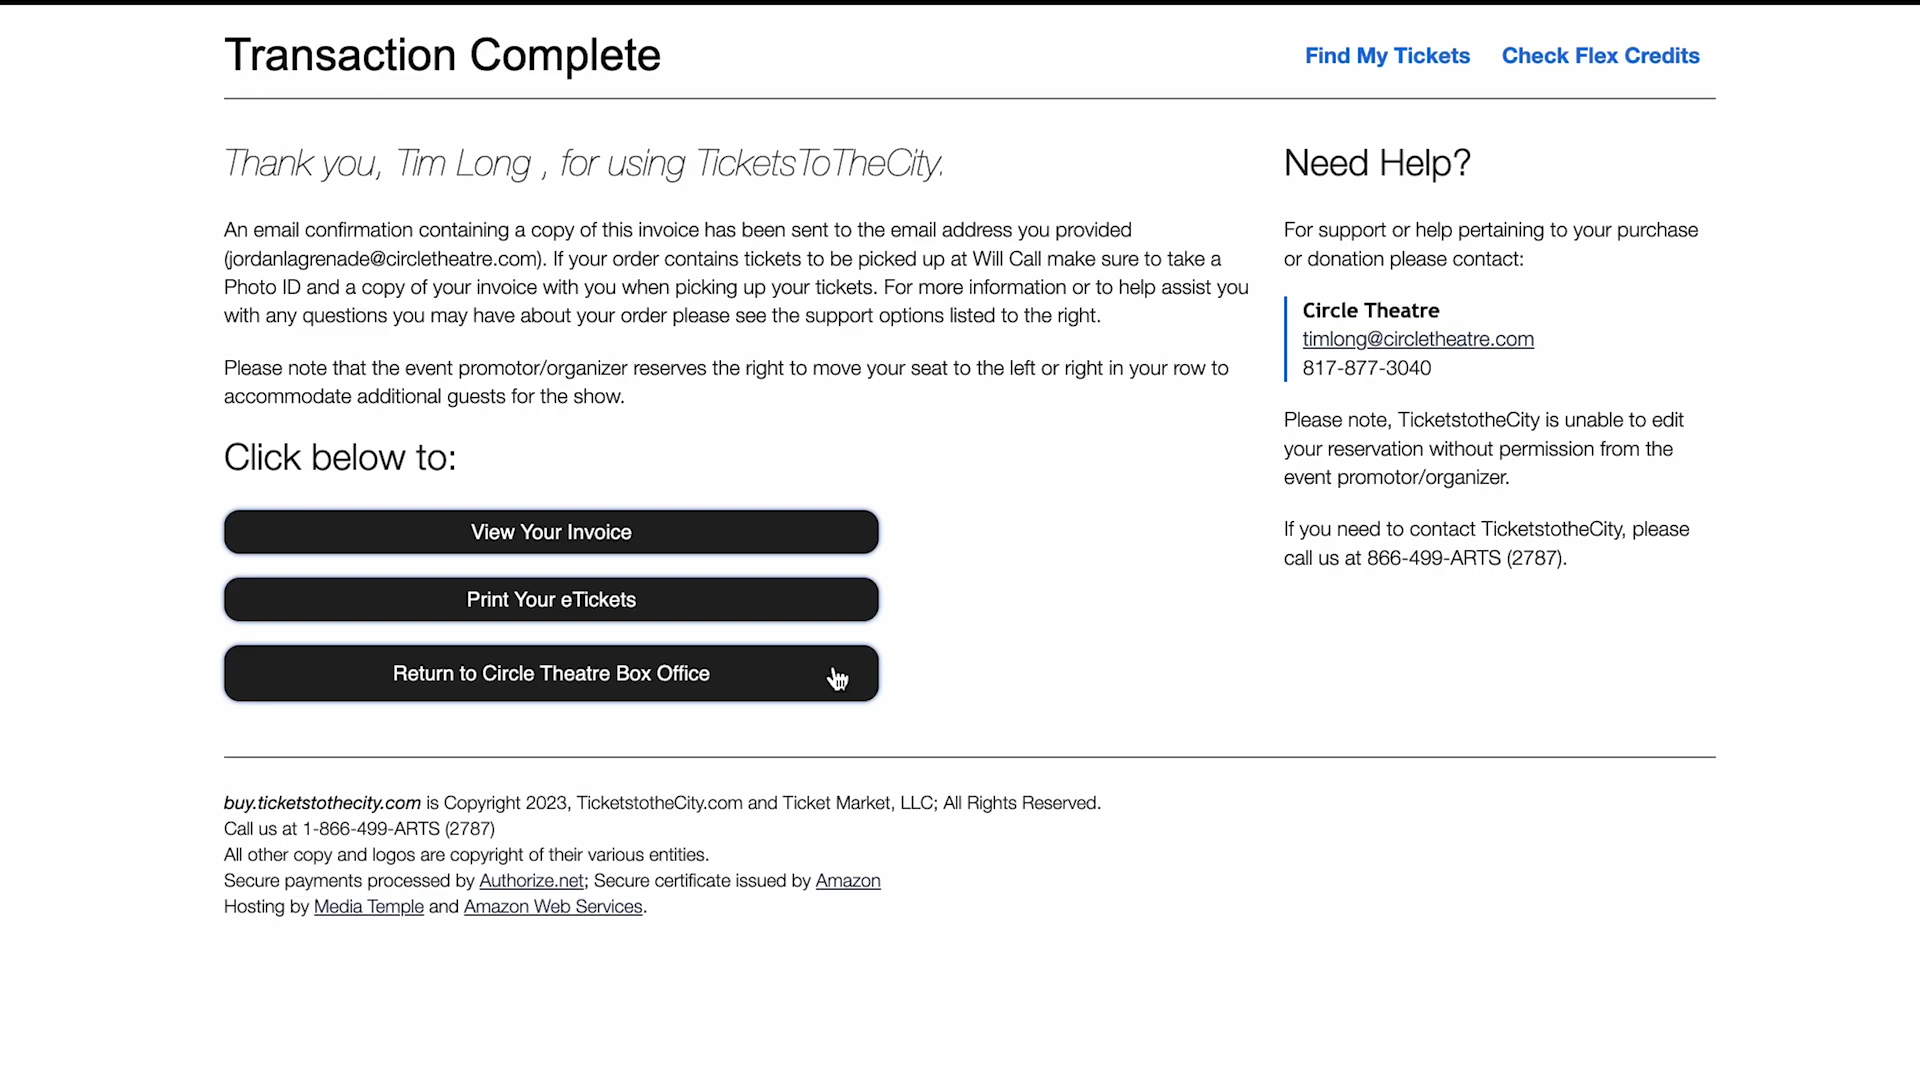 Transaction Complete
Find My Tickets
Check Flex Credits
Thank you, Tim Long , for using TicketsToTheCity.
An email confirmation containing a copy of this invoice has been sent to the email address you provided
(jordanlagrenade@circletheatre.com). If your order contains tickets to be picked up at Will Call make sure to take a
Photo ID and a copy of your invoice with you when picking up your tickets. For more information or to help assist you
with any questions you may have about your order please see the support options listed to the right.
Please note that the event promotor/organizer reserves the right to move your seat to the left or right in your row to
accommodate additional guests for the show.
Click below to:
View Your Invoice
Print Your eTickets
Return to Circle Theatre Box Office
Need Help?
For support or help pertaining to your purchase
or donation please contact:
Circle Theatre
timlong@circletheatre.com
817-877-3040
Please note, TicketstotheCity is unable to edit
your reservation without permission from the
event promotor/organizer.
If you need to contact TicketstotheCity, please
call us at 866-499-ARTS (2787).
buy.ticketstothecity.com is Copyright 2023, TicketstotheCity.com and Ticket Market, LLC; All Rights Reserved.
Call us at 1-866-499-ARTS (2787)
All other copy and logos are copyright of their various entities.
Secure payments processed by Authorize.net; Secure certificate issued by Amazon
Hosting by Media Temple and Amazon Web Services.